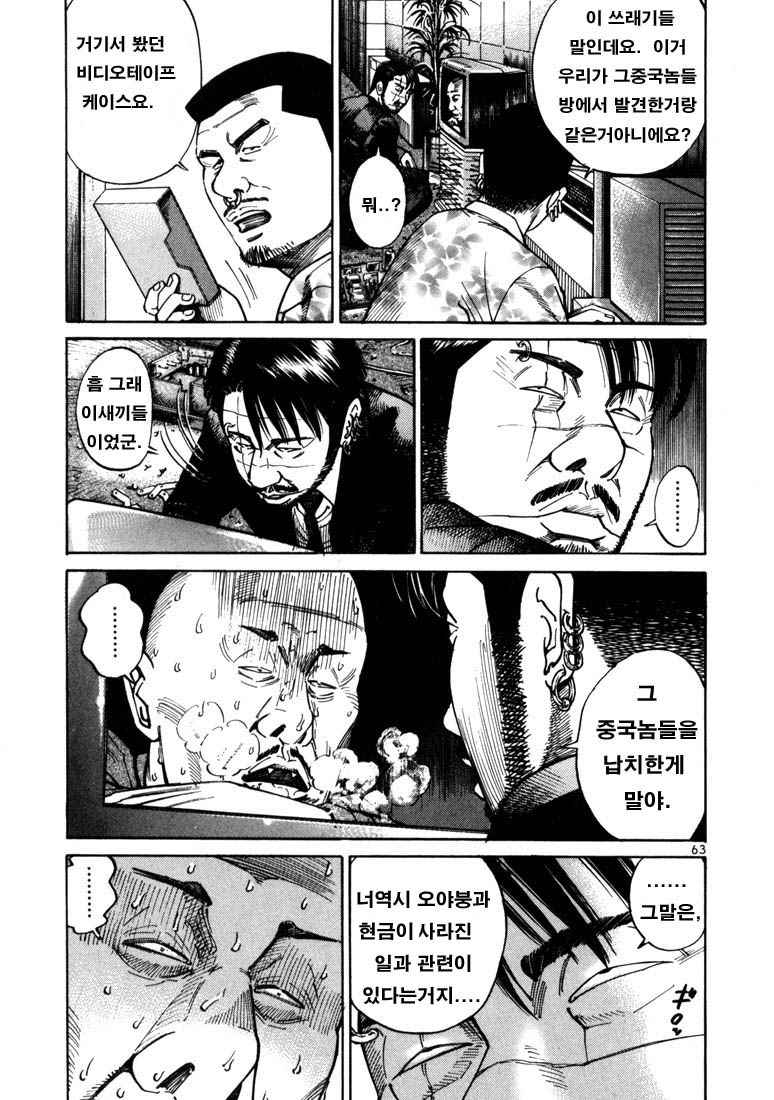 이 쓰래기들
말인데요. 이거
우리가 그중국놈들
방에서 발견한거랑
같은거아니에요?
뭐..?
거기서 봤던
비디오테이프
케이스요.
........
흠 그래
이새끼들
이었군.
그
중국놈들을
납치한게
말야.
........
63
......
그말은,
ギロ
너역시 오야붕과
현금이 사라진
일과 관련이
있다는거지....
........